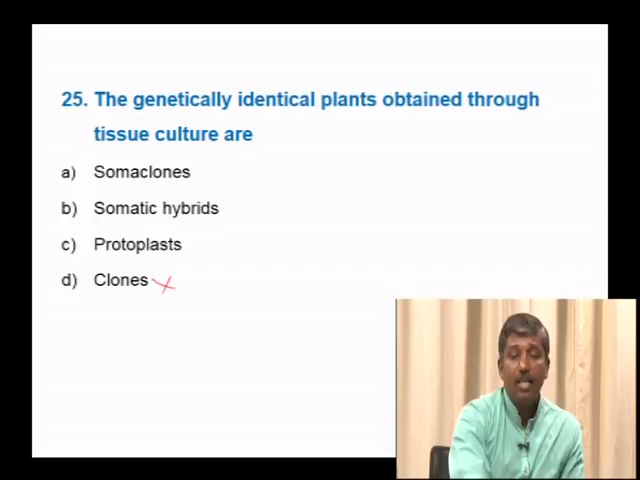 25. The genetically identical plants obtained through
tissue culture are
a) Somaclones
b) Somatic hybrids
c) Protoplasts
d) Clones